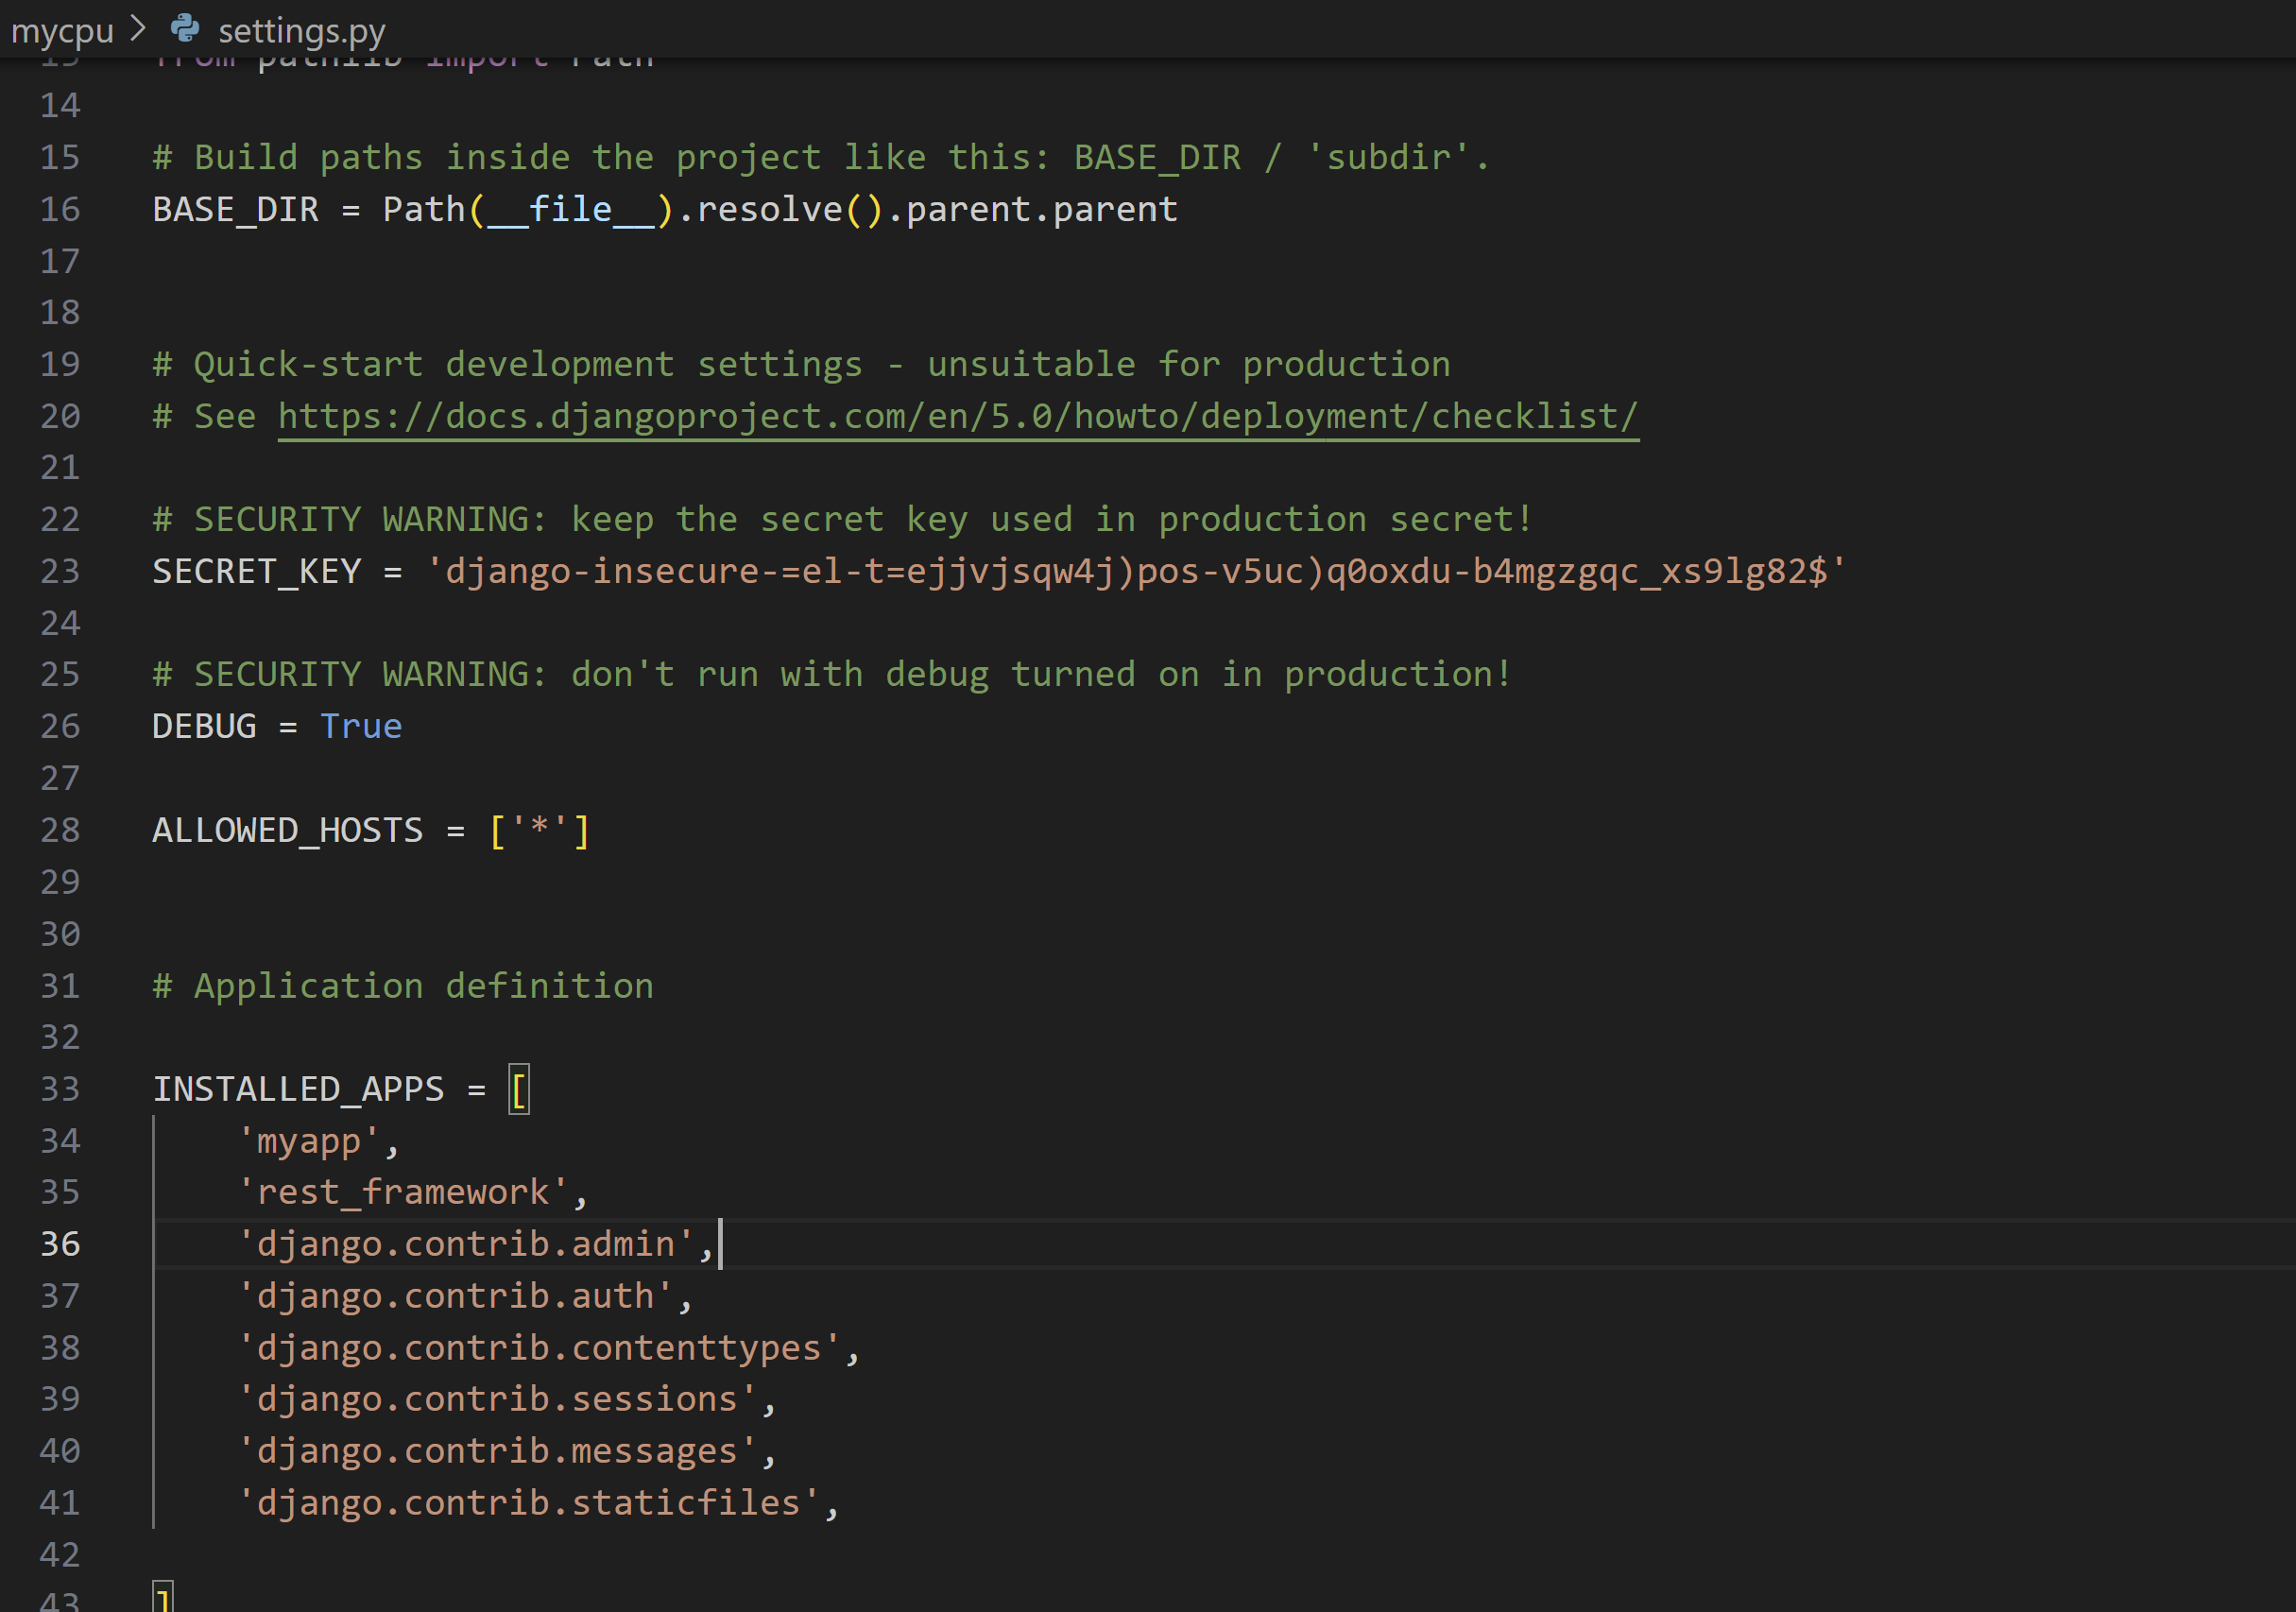 mycpu > settings.py
13 from pathlib import Path
14
15 # Build paths inside the project like this: BASE_DIR / 'subdir'.
16 BASE_DIR = Path(__file__).resolve().parent.parent
17
18
19 # Quick-start development settings - unsuitable for production
20 # See https://docs.djangoproject.com/en/5.0/howto/deployment/checklist/
21
22 # SECURITY WARNING: keep the secret key used in production secret!
23 SECRET_KEY = 'django-insecure-=el-t=ejjvjsqw4j)pos-v5uc)q0oxdu-b4mgzgqc_xs9lg82$'
24
25 # SECURITY WARNING: don't run with debug turned on in production!
26 DEBUG = True
27
28 ALLOWED_HOSTS = ['*']
29
30
31 # Application definition
32
33 INSTALLED_APPS = [
34     'myapp',
35     'rest_framework',
36     'django.contrib.admin',
37     'django.contrib.auth',
38     'django.contrib.contenttypes',
39     'django.contrib.sessions',
40     'django.contrib.messages',
41     'django.contrib.staticfiles',
42
43 ]